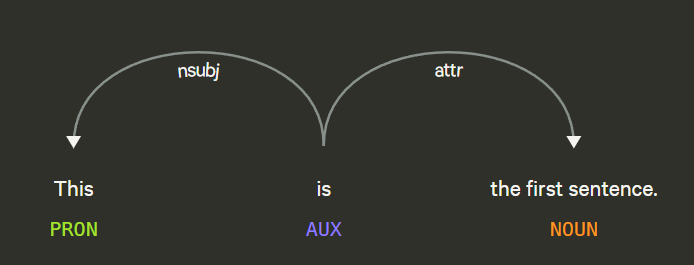 nsubj attr
This is the first sentence.
PRON AUX NOUN